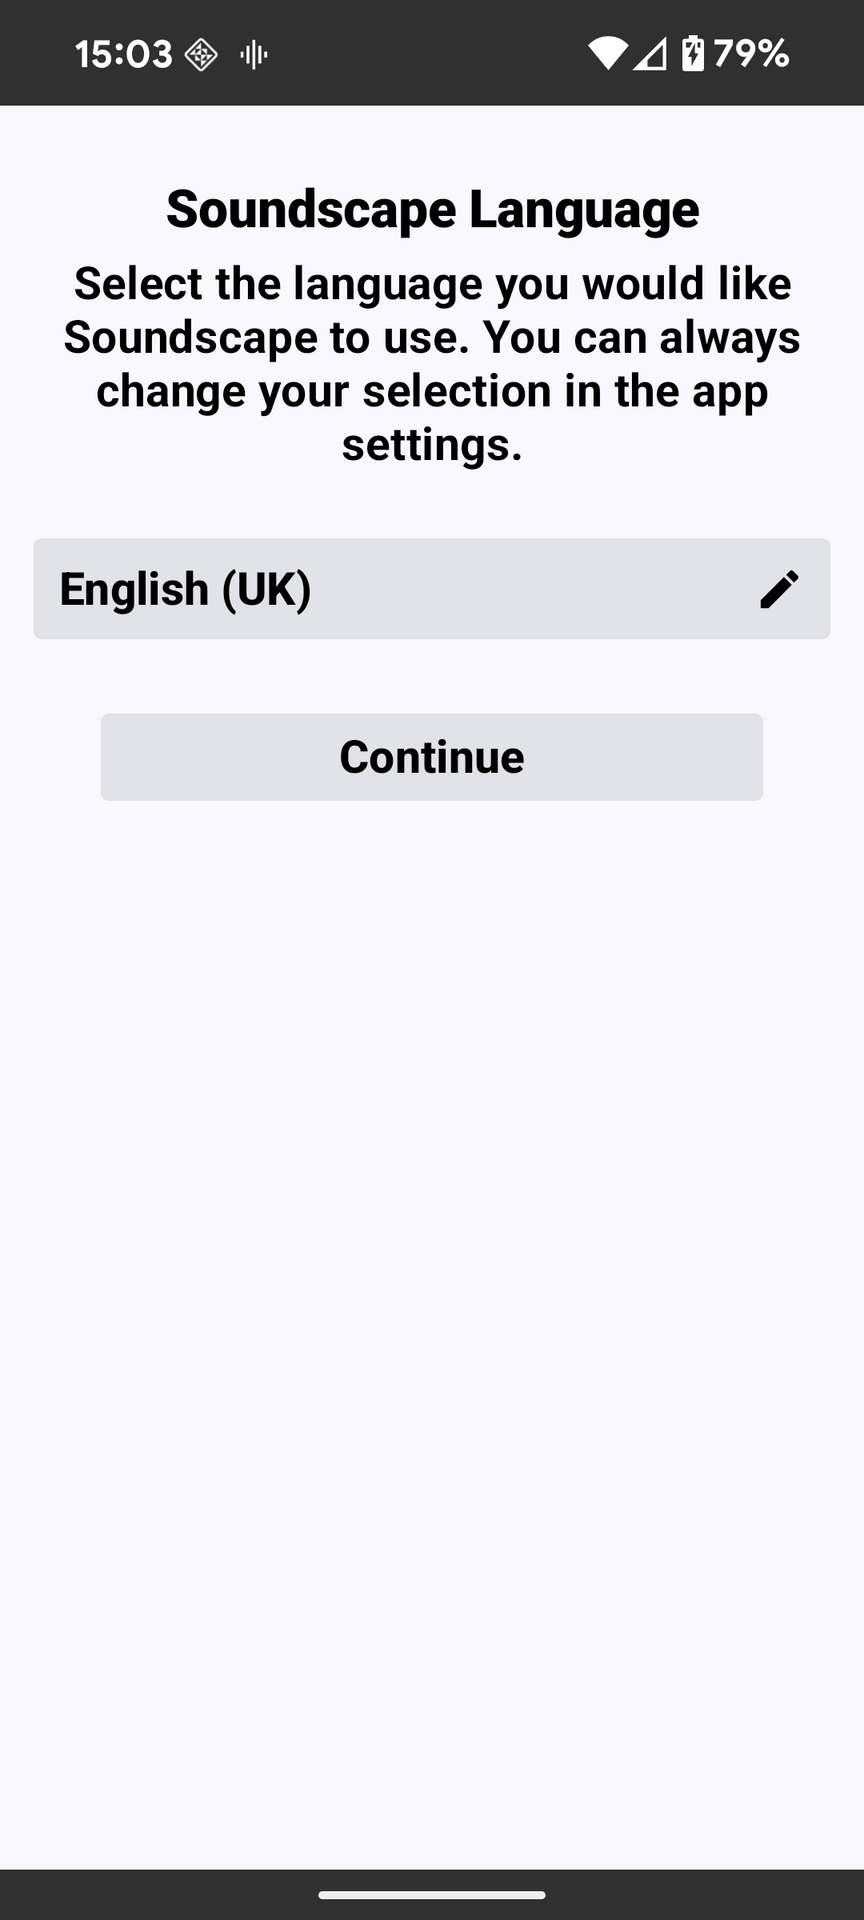 15:03 79%
Soundscape Language
Select the language you would like
Soundscape to use. You can always
change your selection in the app
settings.
English (UK)
Continue